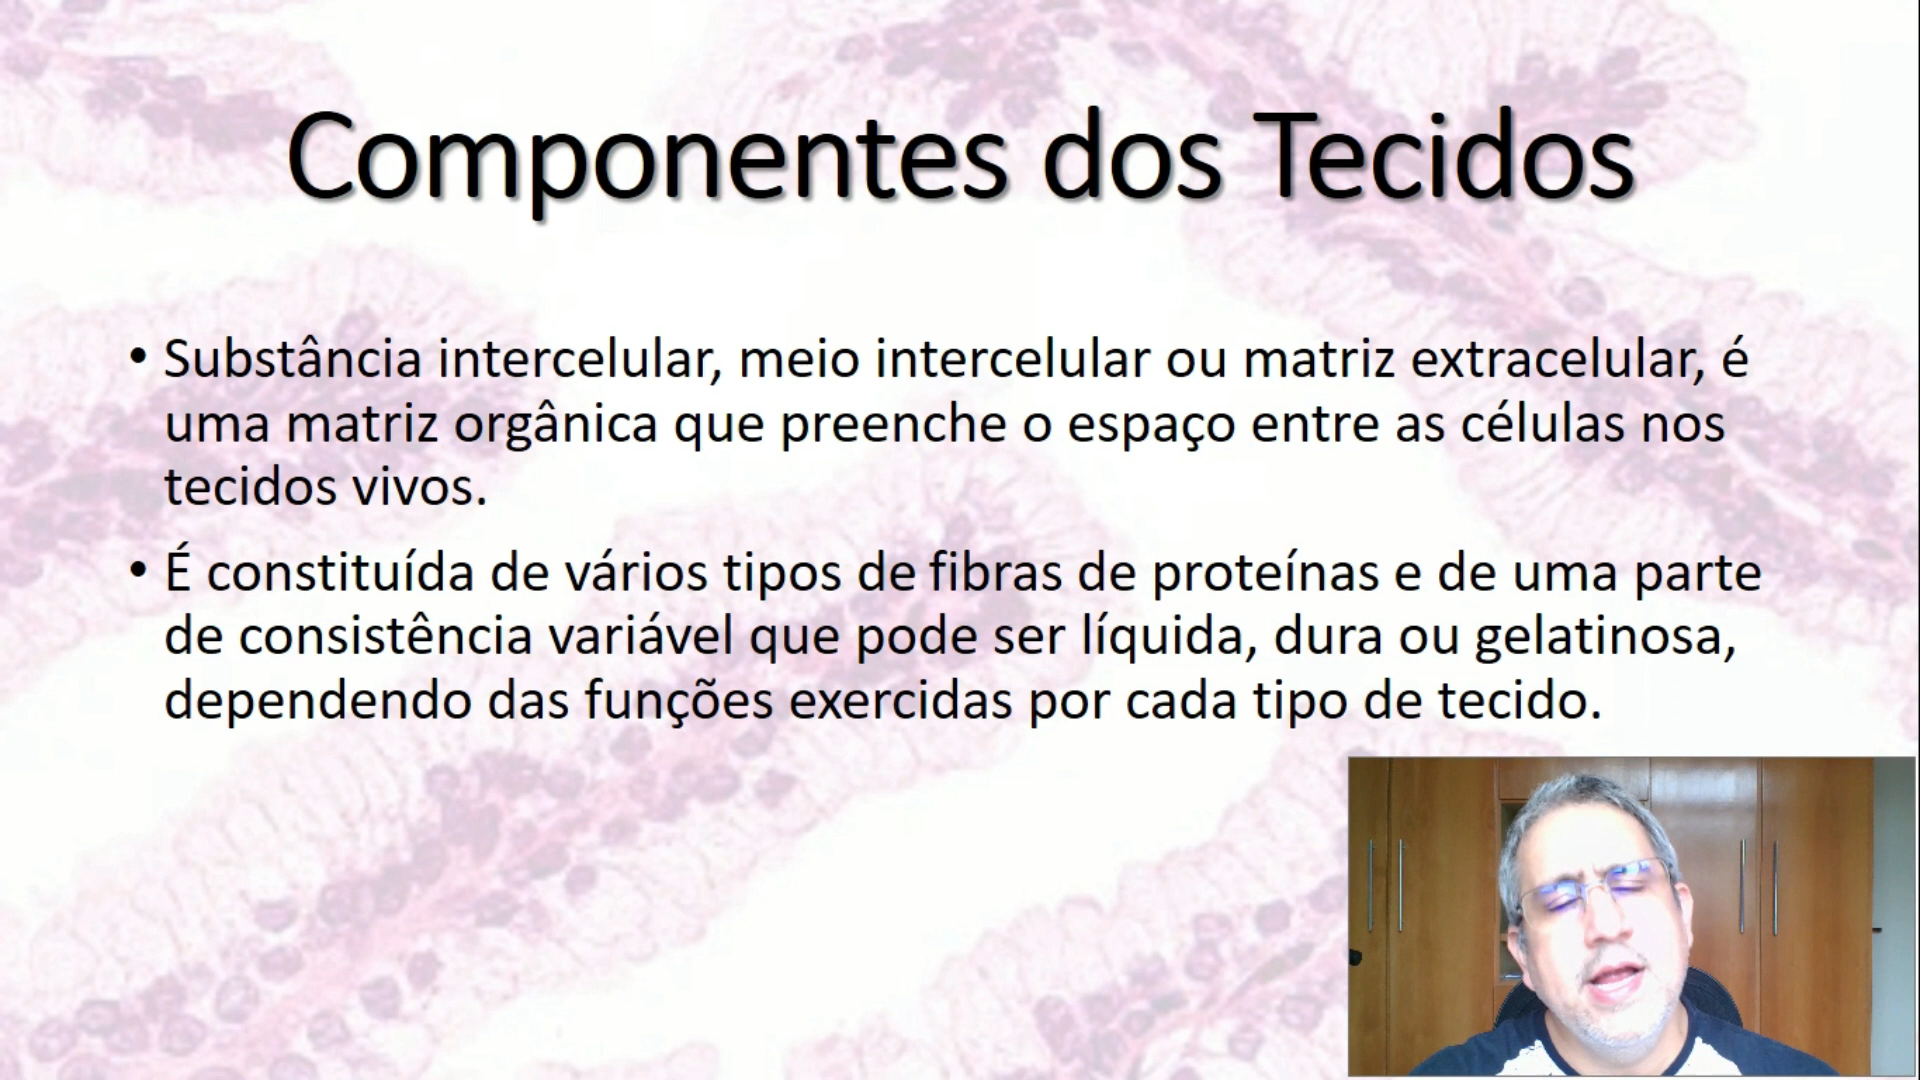 Componentes dos Tecidos
• Substância intercelular, meio intercelular ou matriz extracelular, é
uma matriz orgânica que preenche o espaço entre as células nos
tecidos vivos.
• É constituída de vários tipos de fibras de proteínas e de uma parte
de consistência variável que pode ser líquida, dura ou gelatinosa,
dependendo das funções exercidas por cada tipo de tecido.